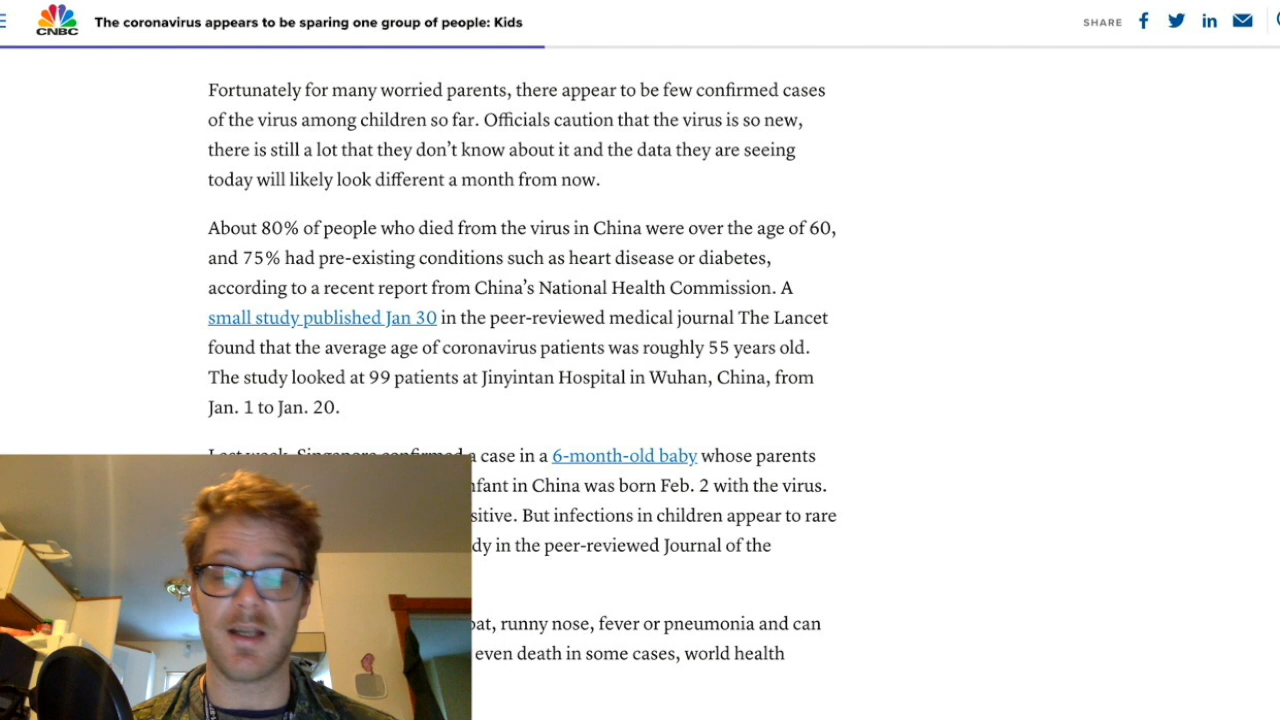 CNBC
The coronavirus appears to be sparing one group of people: Kids
SHARE
Fortunately for many worried parents, there appear to be few confirmed cases
of the virus among children so far. Officials caution that the virus is so new,
there is still a lot that they don’t know about it and the data they are seeing
today will likely look different a month from now.
About 80% of people who died from the virus in China were over the age of 60,
and 75% had pre-existing conditions such as heart disease or diabetes,
according to a recent report from China’s National Health Commission. A
small study published Jan 30 in the peer-reviewed medical journal The Lancet
found that the average age of coronavirus patients was roughly 55 years old.
The study looked at 99 patients at Jinyintan Hospital in Wuhan, China, from
Jan. 1 to Jan. 20.
Last week, Singapore confirmed a case in a 6-month-old baby whose parents
nfant in China was born Feb. 2 with the virus.
sitive. But infections in children appear to rare
dy in the peer-reviewed Journal of the
oat, runny nose, fever or pneumonia and can
even death in some cases, world health